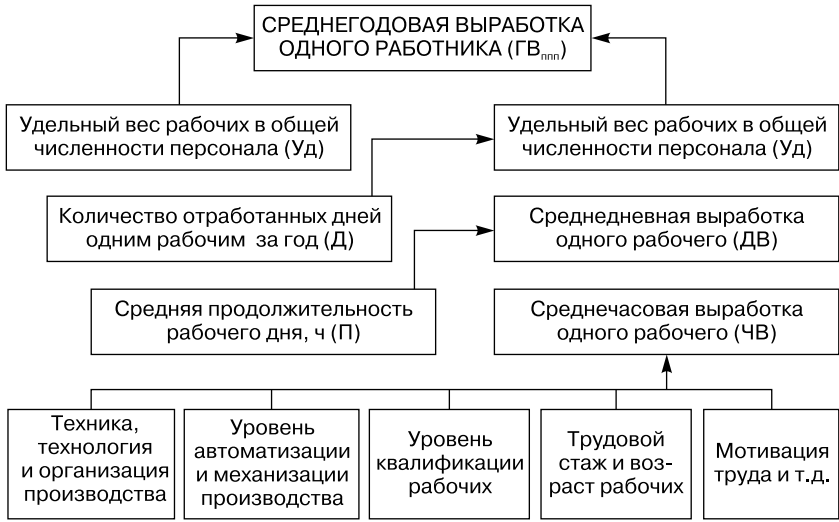 СРЕДНЕГОДОВАЯ ВЫРАБОТКА
ОДНОГО РАБОТНИКА (ГВппп)
Удельный вес рабочих в общей
численности персонала (Уд)
Удельный вес рабочих в общей
численности персонала (Уд)
Количество отработанных дней
одним рабочим за год (Д)
Среднедневная выработка
одного рабочего (ДВ)
Средняя продолжительность
рабочего дня, ч (П)
Среднечасовая выработка
одного рабочего (ЧВ)
Техника,
технология
и организация
производства
Уровень
автоматизации
и механизации
производства
Уровень
квалификации
рабочих
Трудовой
стаж и воз-
раст рабочих
Мотивация
труда и т.д.